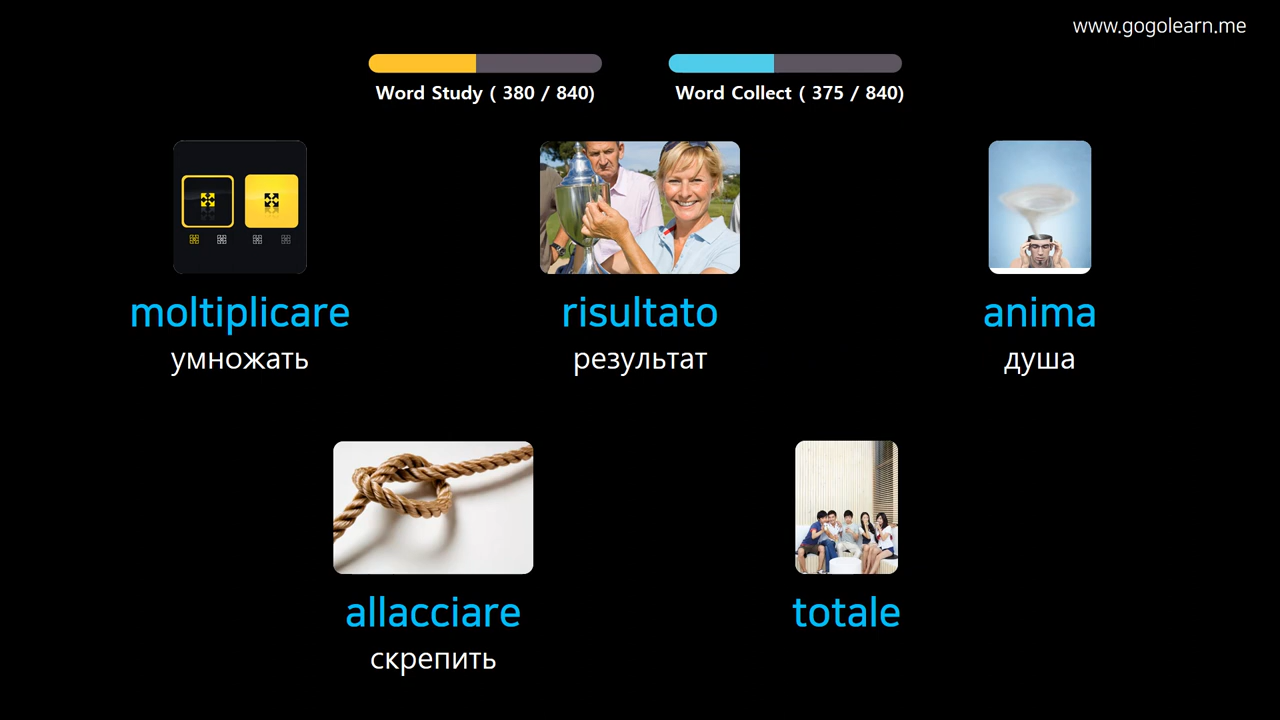 www.gogolearn.me
Word Study ( 380 / 840)
Word Collect ( 375 / 840)
moltiplicare
умножать
risultato
результат
anima
душа
allacciare
скрепить
totale